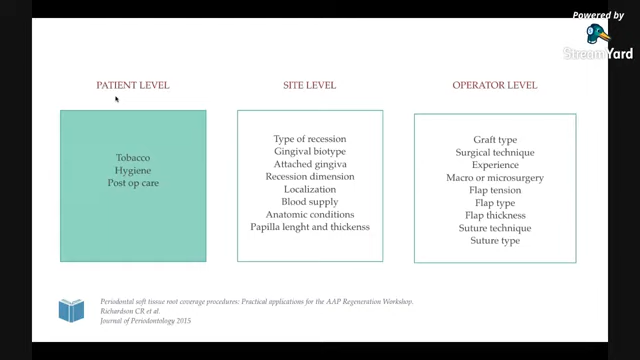 Powered by
StreamYard
PATIENT LEVEL
Tobacco
Hygiene
Post op care
SITE LEVEL
Type of recession
Gingival biotype
Attached gingiva
Recession dimension
Localization
Blood supply
Anatomic conditions
Papilla lenght and thickenss
OPERATOR LEVEL
Graft type
Surgical technique
Experience
Macro or microsurgery
Flap tension
Flap type
Flap thickness
Suture technique
Suture type
Periodontal soft tissue root coverage procedures: Practical applications for the AAP Regeneration Workshop.
Richardson CR et al.
Journal of Periodontology 2015